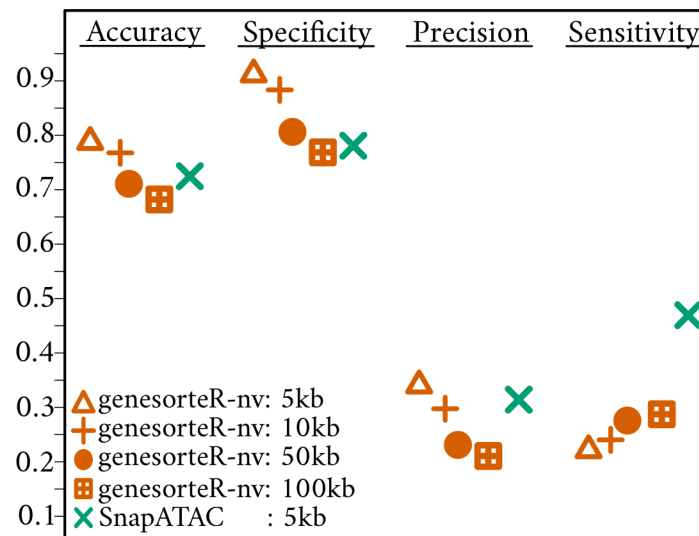 Accuracy Specificity Precision Sensitivity
0.9
0.8
0.7
0.6
0.5
0.4
0.3
0.2
0.1
genesorteR-nv: 5kb
genesorteR-nv: 10kb
genesorteR-nv: 50kb
genesorteR-nv: 100kb
SnapATAC : 5kb